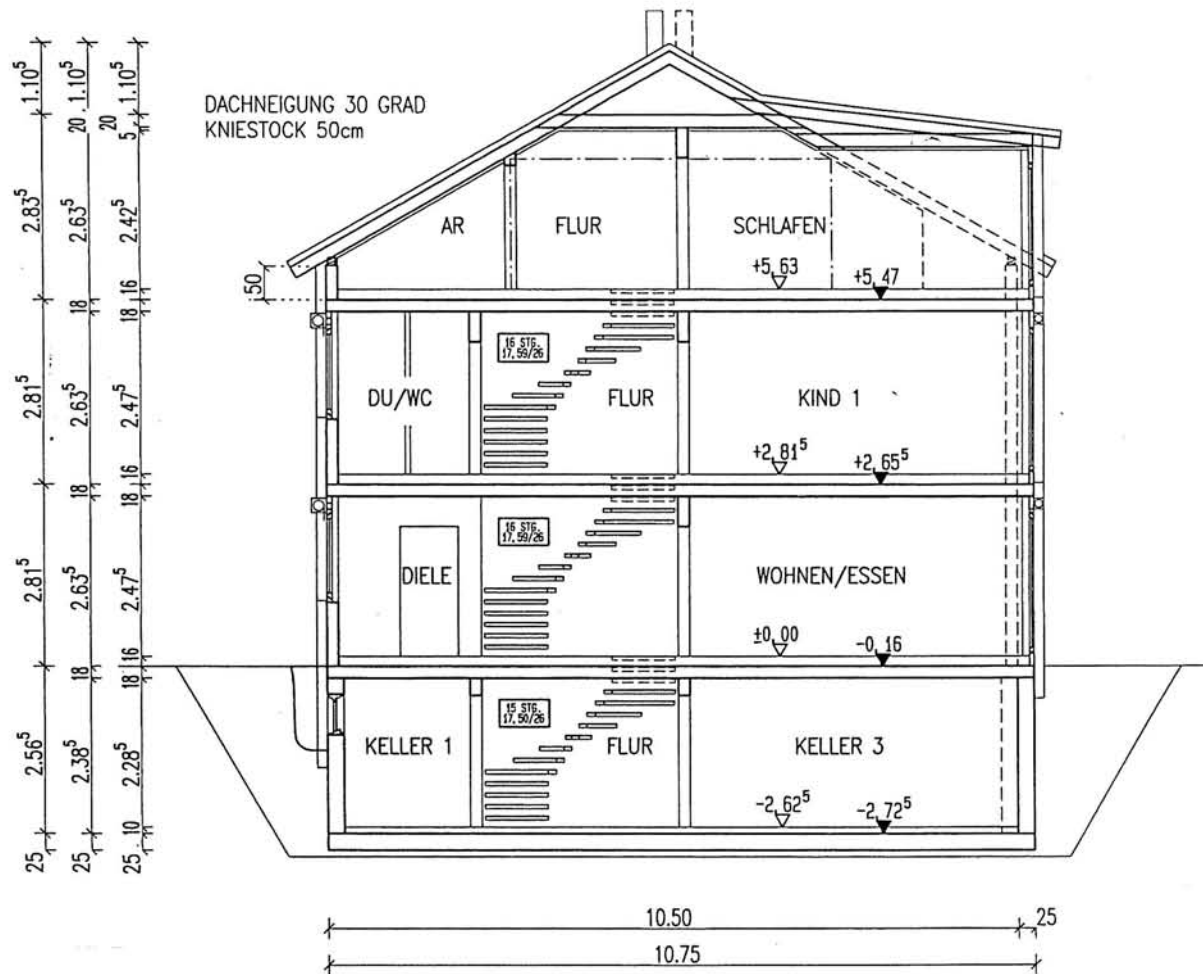 DACHNEIGUNG 30 GRAD
KNIESTOCK 50cm
1.10⁵
1.10⁵
1.10⁵
20
20
5
2.83⁵
2.63⁵
2.42⁵
50
AR
FLUR
SCHLAFEN
+5,63
+5,47
18
18
16
16 STG.
17,59/26
2.81⁵
2.63⁵
2.47⁵
DU/WC
FLUR
KIND 1
+2,81⁵
+2,65⁵
18
18
16
16 STG.
17,59/26
2.81⁵
2.63⁵
2.47⁵
DIELE
WOHNEN/ESSEN
±0,00
-0,16
18
18
16
15 STG.
17,50/26
2.56⁵
2.38⁵
2.28⁵
KELLER 1
FLUR
KELLER 3
-2,62⁵
-2,72⁵
10
25
25
25
10.50
25
10.75